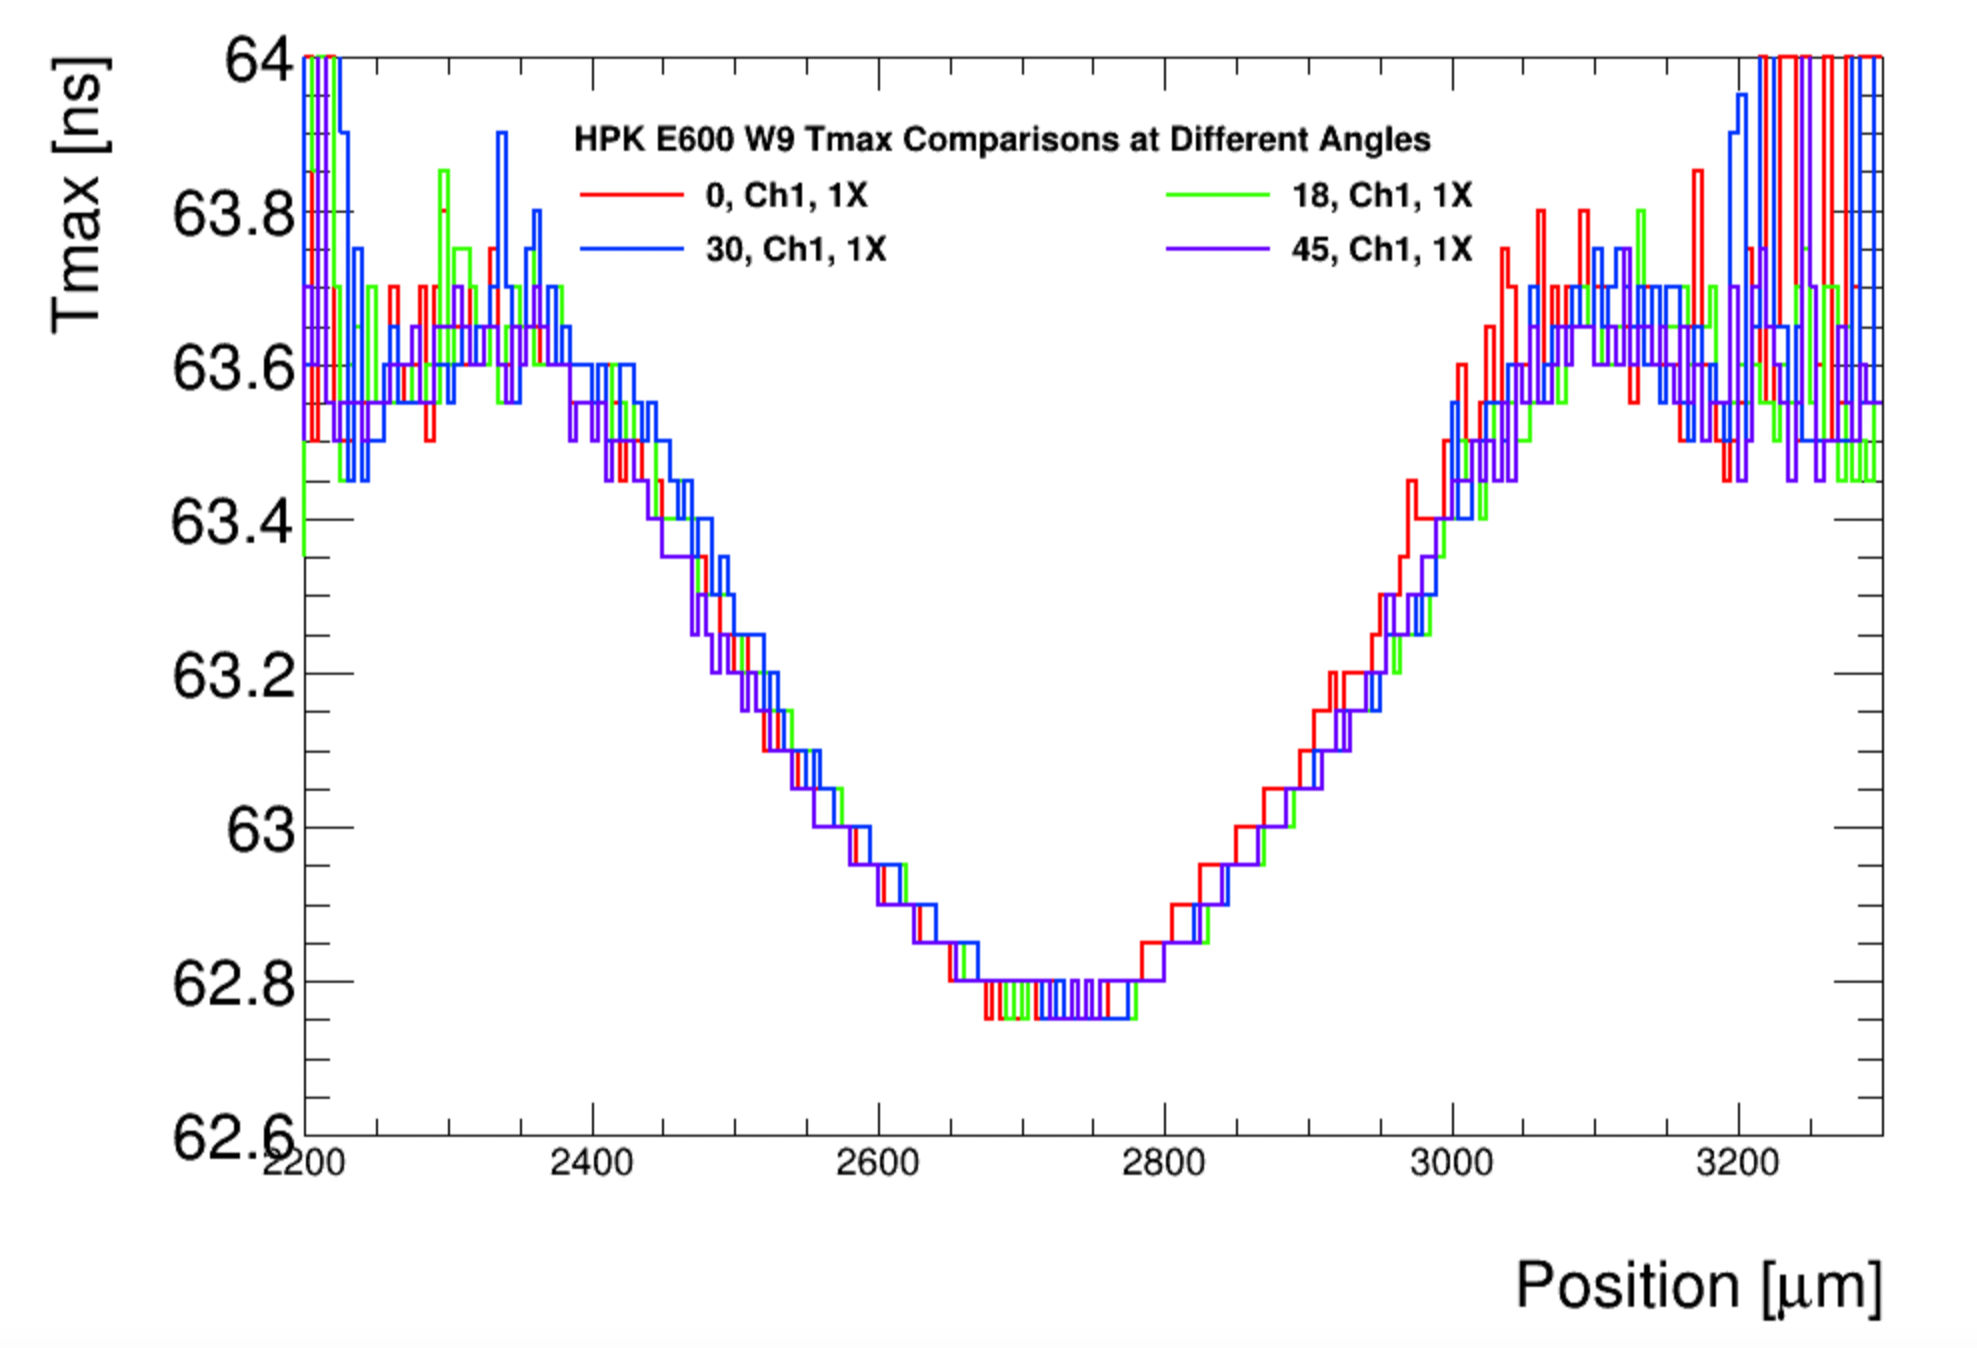 Tmax [ns]
64
63.8
63.6
63.4
63.2
63
62.8
62.6
HPK E600 W9 Tmax Comparisons at Different Angles
0, Ch1, 1X
18, Ch1, 1X
30, Ch1, 1X
45, Ch1, 1X
2200
2400
2600
2800
3000
3200
Position [μm]